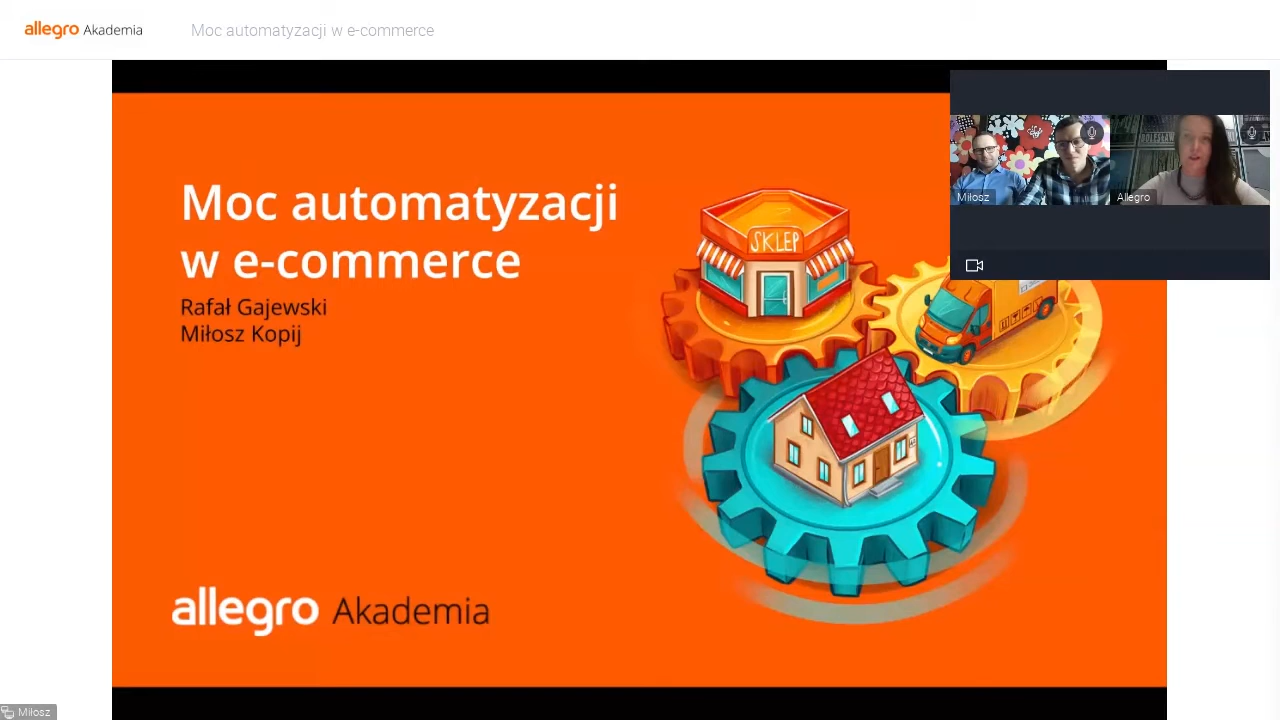 allegro Akademia
Moc automatyzacji w e-commerce
Moc automatyzacji
w e-commerce
Rafał Gajewski
Miłosz Kopij
SKLEP
Miłosz
Allegro
allegro Akademia
Miłosz